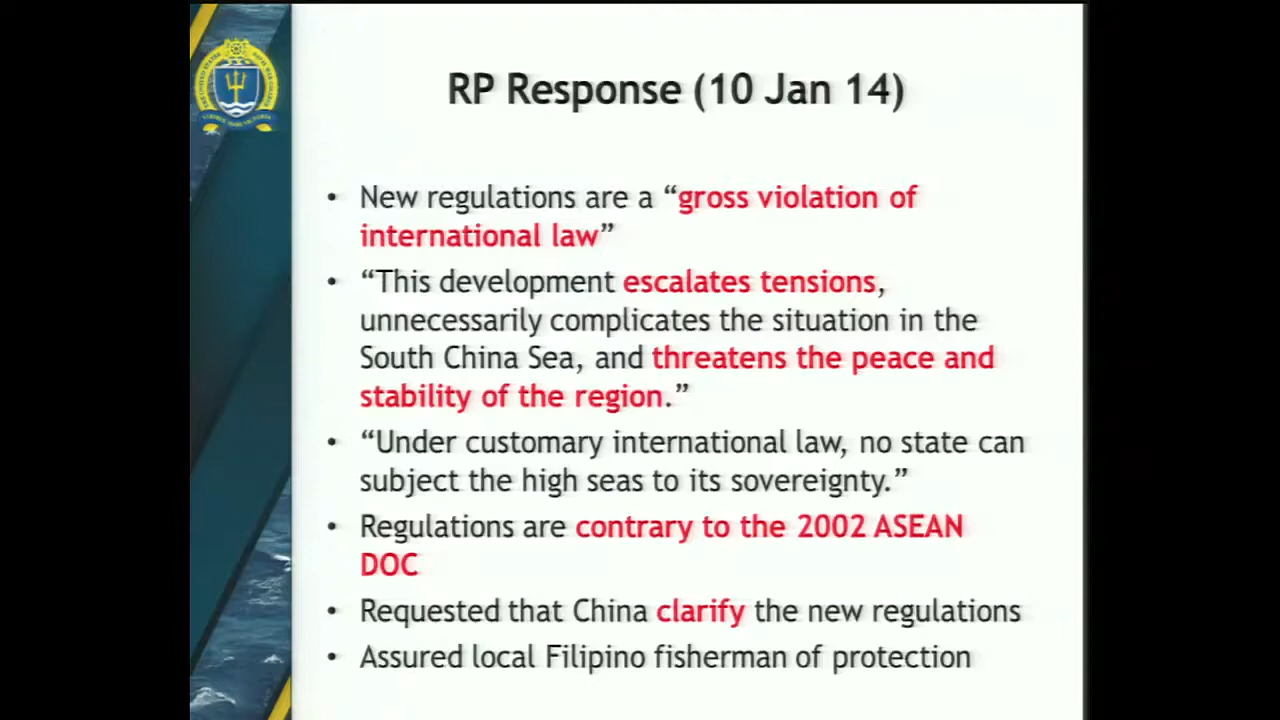 RP Response (10 Jan 14)
• New regulations are a “gross violation of
international law”
• “This development escalates tensions,
unnecessarily complicates the situation in the
South China Sea, and threatens the peace and
stability of the region.”
• “Under customary international law, no state can
subject the high seas to its sovereignty.”
• Regulations are contrary to the 2002 ASEAN
DOC
• Requested that China clarify the new regulations
• Assured local Filipino fisherman of protection